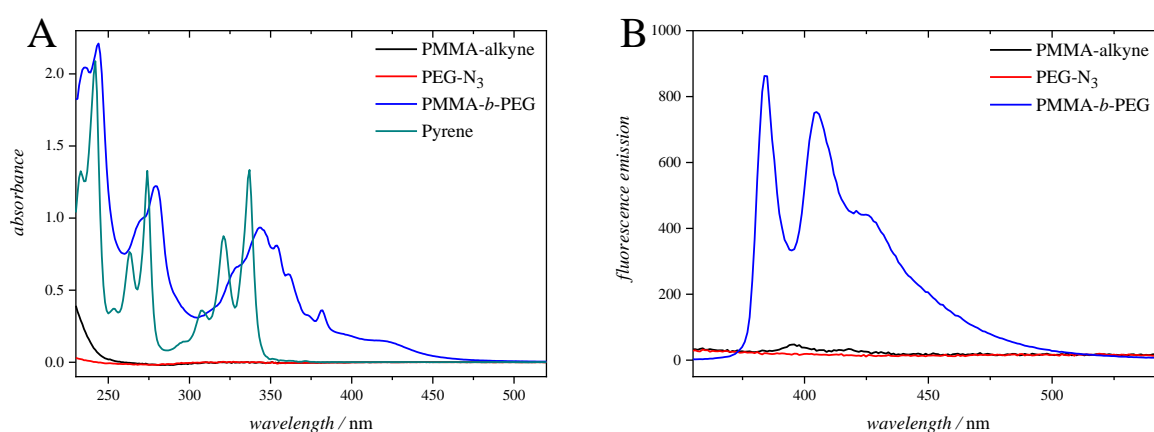 A
PMMA-alkyne
PEG-N₃
PMMA-b-PEG
Pyrene
absorbance
2.0
1.5
1.0
0.5
0.0
250 300 350 400 450 500
wavelength / nm
B
PMMA-alkyne
PEG-N₃
PMMA-b-PEG
fluorescence emission
1000
800
600
400
200
0
400 450 500
wavelength / nm